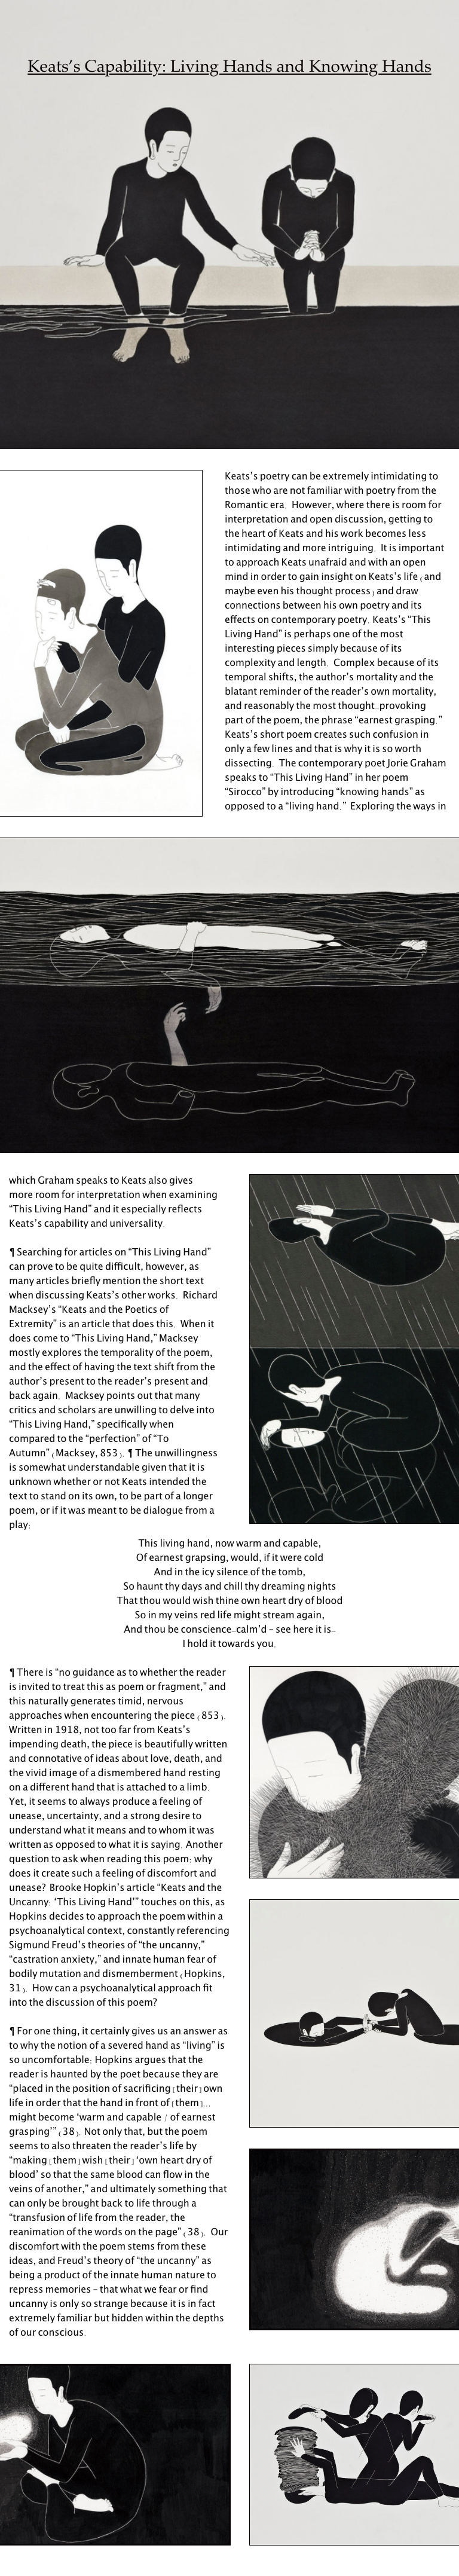 Keats's Capability: Living Hands and Knowing Hands
Keats's poetry can be extremely intimidating to
those who are not familiar with poetry from the
Romantic era.  However, where there is room for
interpretation and open discussion, getting to
the heart of Keats and his work becomes less
intimidating and more intriguing.  It is important
to approach Keats unafraid and with an open
mind in order to gain insight on Keats's life (and
maybe even his thought process) and draw
connections between his own poetry and its
effects on contemporary poetry. Keats's "This
Living Hand" is perhaps one of the most
interesting pieces simply because of its
complexity and length.  Complex because of its
temporal shifts, the author's mortality and the
blatant reminder of the reader's own mortality,
and reasonably the most thought-provoking
part of the poem, the phrase "earnest grasping."
Keats's short poem creates such confusion in
only a few lines and that is why it is so worth
dissecting.  The contemporary poet Jorie Graham
speaks to "This Living Hand" in her poem
"Sirocco" by introducing "knowing hands" as
opposed to a "living hand."  Exploring the ways in
which Graham speaks to Keats also gives
more room for interpretation when examining
"This Living Hand" and it especially reflects
Keats's capability and universality.
¶ Searching for articles on "This Living Hand"
can prove to be quite difficult, however, as
many articles briefly mention the short text
when discussing Keats's other works.  Richard
Macksey's "Keats and the Poetics of
Extremity" is an article that does this.  When it
does come to "This Living Hand," Macksey
mostly explores the temporality of the poem,
and the effect of having the text shift from the
author's present to the reader's present and
back again.  Macksey points out that many
critics and scholars are unwilling to delve into
"This Living Hand," specifically when
compared to the "perfection" of "To
Autumn" (Macksey, 853). ¶ The unwillingness
is somewhat understandable given that it is
unknown whether or not Keats intended the
text to stand on its own, to be part of a longer
poem, or if it was meant to be dialogue from a
play:
This living hand, now warm and capable,
Of earnest grapsing, would, if it were cold
And in the icy silence of the tomb,
So haunt thy days and chill thy dreaming nights
That thou would wish thine own heart dry of blood
So in my veins red life might stream again,
And thou be conscience-calm'd – see here it is–
I hold it towards you.
¶ There is "no guidance as to whether the reader
is invited to treat this as poem or fragment," and
this naturally generates timid, nervous
approaches when encountering the piece (853).
Written in 1918, not too far from Keats's
impending death, the piece is beautifully written
and connotative of ideas about love, death, and
the vivid image of a dismembered hand resting
on a different hand that is attached to a limb.
Yet, it seems to always produce a feeling of
unease, uncertainty, and a strong desire to
understand what it means and to whom it was
written as opposed to what it is saying. Another
question to ask when reading this poem: why
does it create such a feeling of discomfort and
unease? Brooke Hopkin's article "Keats and the
Uncanny: 'This Living Hand'" touches on this, as
Hopkins decides to approach the poem within a
psychoanalytical context, constantly referencing
Sigmund Freud's theories of "the uncanny,"
"castration anxiety," and innate human fear of
bodily mutation and dismemberment (Hopkins,
31).  How can a psychoanalytical approach fit
into the discussion of this poem?
¶ For one thing, it certainly gives us an answer as
to why the notion of a severed hand as "living" is
so uncomfortable: Hopkins argues that the
reader is haunted by the poet because they are
"placed in the position of sacrificing [their] own
life in order that the hand in front of [them]...
might become 'warm and capable / of earnest
grasping'" (38). Not only that, but the poem
seems to also threaten the reader's life by
"making [them] wish [their] 'own heart dry of
blood' so that the same blood can flow in the
veins of another," and ultimately something that
can only be brought back to life through a
"transfusion of life from the reader, the
reanimation of the words on the page" (38).  Our
discomfort with the poem stems from these
ideas, and Freud's theory of "the uncanny" as
being a product of the innate human nature to
repress memories – that what we fear or find
uncanny is only so strange because it is in fact
extremely familiar but hidden within the depths
of our conscious.